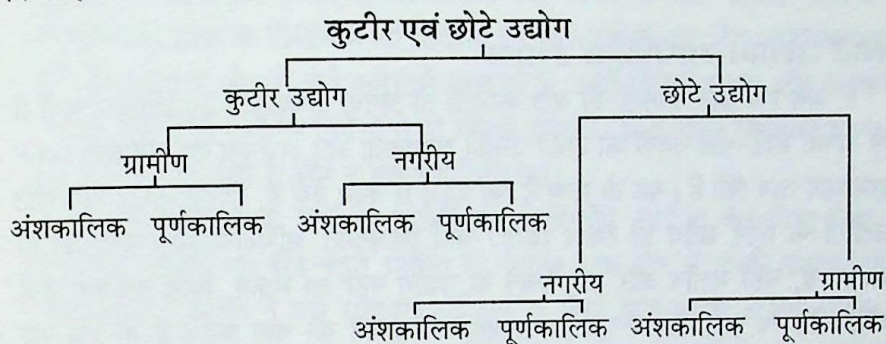 कुटीर एवं छोटे उद्योग
कुटीर उद्योग छोटे उद्योग
ग्रामीण नगरीय
अंशकालिक पूर्णकालिक अंशकालिक पूर्णकालिक
नगरीय ग्रामीण
अंशकालिक पूर्णकालिक अंशकालिक पूर्णकालिक